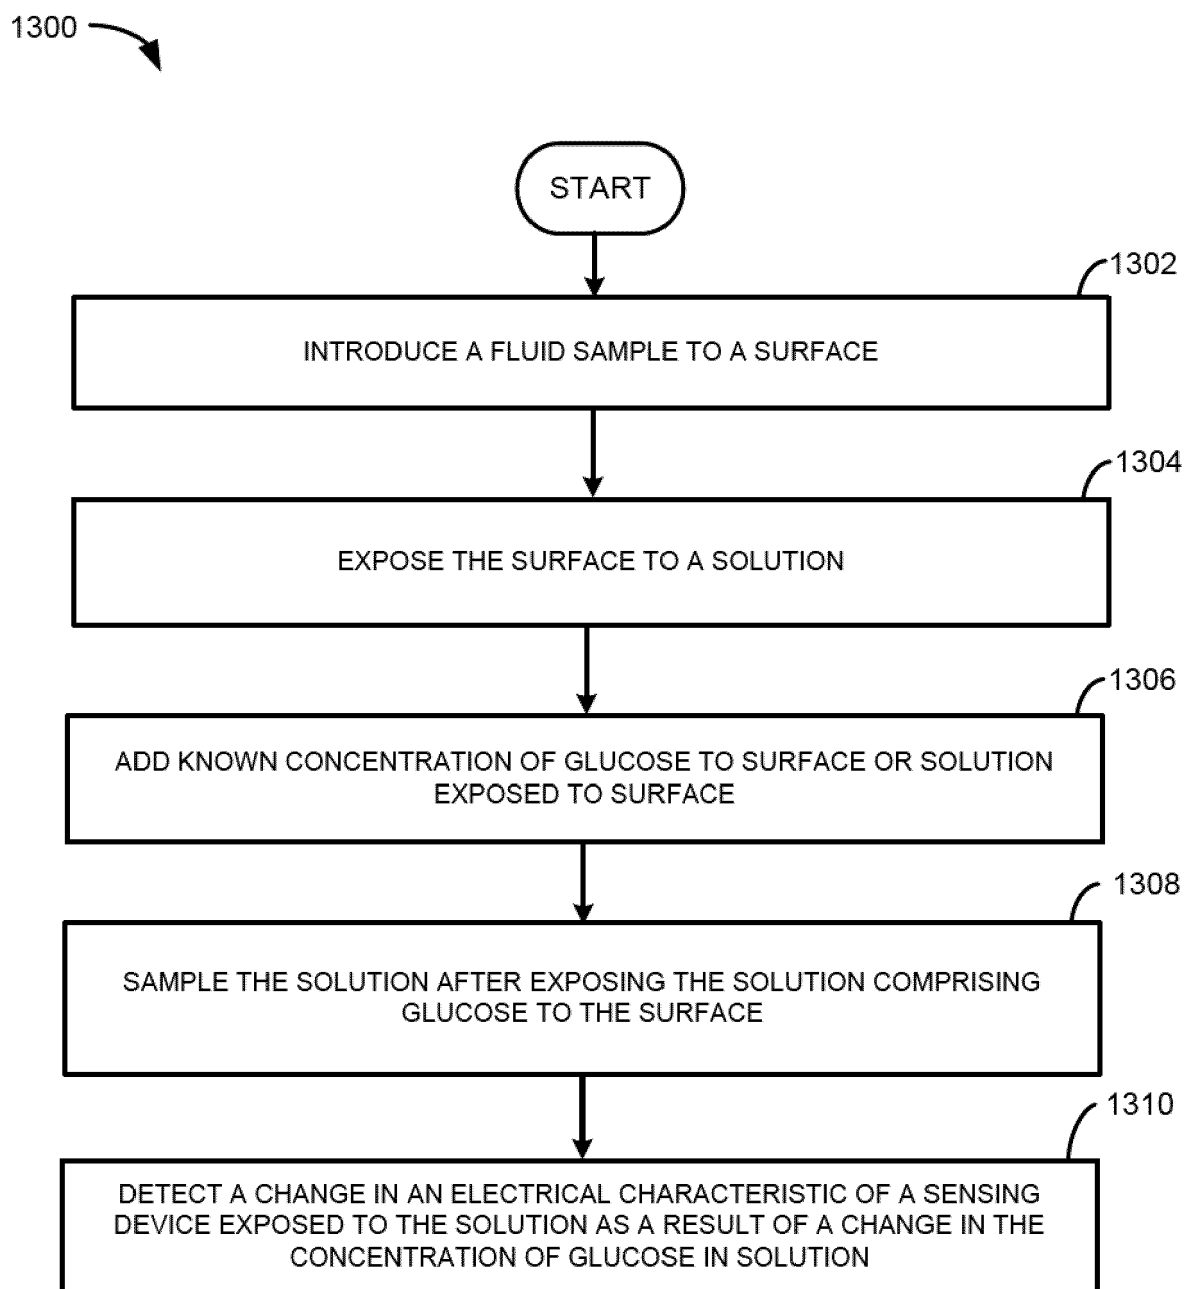 1300
START
1302
INTRODUCE A FLUID SAMPLE TO A SURFACE
1304
EXPOSE THE SURFACE TO A SOLUTION
1306
ADD KNOWN CONCENTRATION OF GLUCOSE TO SURFACE OR SOLUTION
EXPOSED TO SURFACE
1308
SAMPLE THE SOLUTION AFTER EXPOSING THE SOLUTION COMPRISING
GLUCOSE TO THE SURFACE
1310
DETECT A CHANGE IN AN ELECTRICAL CHARACTERISTIC OF A SENSING
DEVICE EXPOSED TO THE SOLUTION AS A RESULT OF A CHANGE IN THE
CONCENTRATION OF GLUCOSE IN SOLUTION